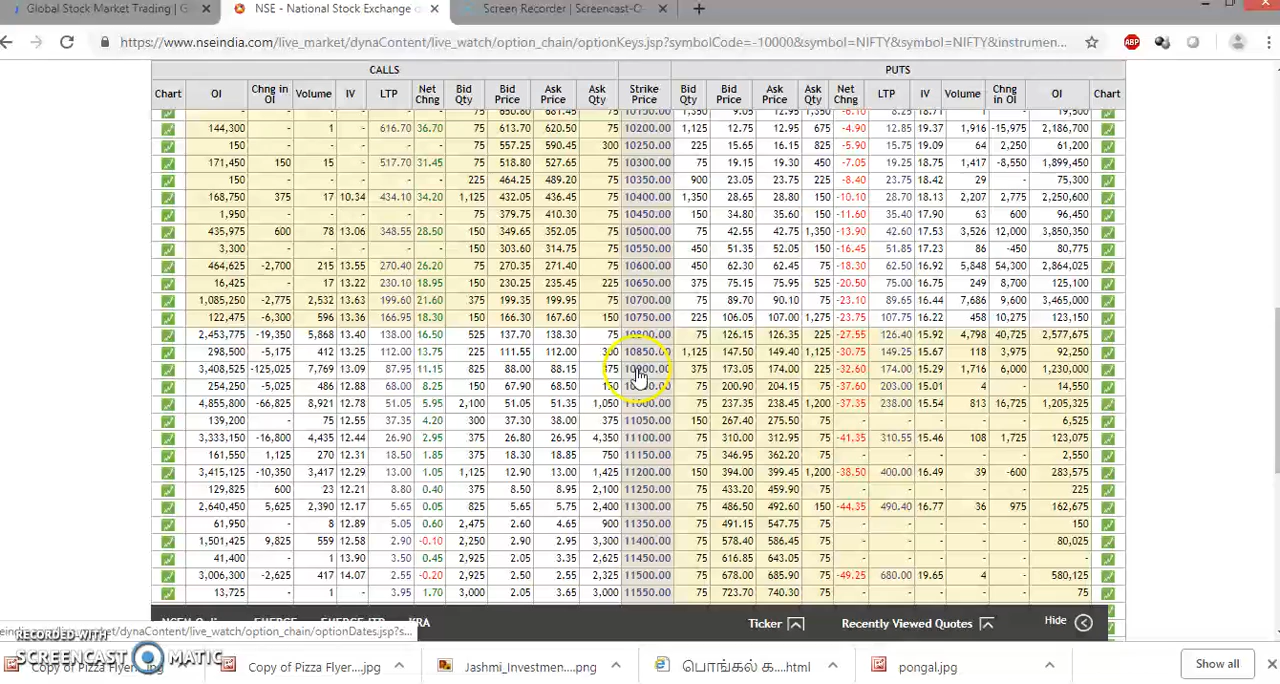 Global Stock Market Trading | G
NSE - National Stock Exchange
Screen Recorder | Screencast-O
https://www.nseindia.com/live_market/dynaContent/live_watch/option_chain/optionKeys.jsp?symbolCode=-10000&symbol=NIFTY&symbol=NIFTY&instrumen...
ABP
CALLS PUTS
Chart OI Chng in OI Volume IV LTP Net Chng Bid Qty Bid Price Ask Price Ask Qty Strike Price Bid Qty Bid Price Ask Price Ask Qty Net Chng LTP IV Volume Chng in OI OI Chart
- - - - - - 75 650.80 681.45 75 10150.00 1,350 9.05 12.95 1,350 -6.10 8.25 18.71 1 - 19,500
144,300 - 1 - 616.70 36.70 75 613.70 620.50 75 10200.00 1,125 12.75 12.95 675 -4.90 12.85 19.37 1,916 -15,975 2,186,700
150 - - - - - 75 557.25 590.45 300 10250.00 225 15.65 16.15 825 -5.90 15.75 19.09 64 2,250 61,200
171,450 150 15 - 517.70 31.45 75 518.80 527.65 75 10300.00 75 19.15 19.30 450 -7.05 19.25 18.75 1,417 -8,550 1,899,450
150 - - - - - 225 464.25 489.20 75 10350.00 900 23.05 23.75 225 -8.40 23.75 18.42 29 - 75,300
168,750 375 17 10.34 434.10 34.20 1,125 432.05 436.45 75 10400.00 1,350 28.65 28.80 150 -10.10 28.70 18.13 2,207 2,775 2,250,600
1,950 - - - - - 75 379.75 410.30 75 10450.00 150 34.80 35.60 150 -11.60 35.40 17.90 63 600 96,450
435,975 600 78 13.06 348.55 28.50 150 349.65 352.05 75 10500.00 75 42.55 42.75 1,350 -13.90 42.60 17.53 3,526 12,000 3,850,350
3,300 - - - - - 150 303.60 314.75 75 10550.00 450 51.35 52.05 150 -16.45 51.85 17.23 86 -450 80,775
464,625 -2,700 215 13.55 270.40 26.20 75 270.35 271.40 75 10600.00 450 62.30 62.45 75 -18.30 62.50 16.92 5,848 54,300 2,864,025
16,425 - 17 13.22 230.10 18.95 150 230.25 235.45 225 10650.00 375 75.15 75.95 525 -20.50 75.00 16.75 249 8,700 125,100
1,085,250 -2,775 2,532 13.63 199.60 21.60 375 199.35 199.95 75 10700.00 75 89.70 90.10 75 -23.10 89.65 16.44 7,686 9,600 3,465,000
122,475 -6,300 596 13.36 166.95 18.30 150 166.30 167.60 150 10750.00 225 106.05 107.00 1,275 -23.75 107.75 16.22 458 10,275 123,150
2,453,775 -19,350 5,868 13.40 138.00 16.50 525 137.70 138.30 75 10800.00 75 126.15 126.35 225 -27.55 126.40 15.92 4,798 40,725 2,577,675
298,500 -5,175 412 13.25 112.00 13.75 225 111.55 112.00 300 10850.00 1,125 147.50 149.40 1,125 -30.75 149.25 15.67 118 3,975 92,250
3,408,525 -125,025 7,769 13.09 87.95 11.15 825 88.00 88.15 375 10900.00 375 173.05 174.00 225 -32.60 174.00 15.29 1,716 6,000 1,230,000
254,250 -5,025 486 12.88 68.00 8.25 150 67.90 68.50 150 75 200.90 204.15 75 -37.60 203.00 15.01 4 - 14,550
4,855,800 -66,825 8,921 12.78 51.05 5.95 2,100 51.05 51.35 1,050 11000.00 75 237.35 238.45 1,200 -37.35 238.00 15.54 813 16,725 1,205,325
139,200 - 75 12.55 37.35 4.20 300 37.30 38.00 375 11050.00 150 267.40 275.50 75 - - - - - 6,525
3,333,150 -16,800 4,435 12.44 26.90 2.95 375 26.80 26.95 4,350 11100.00 75 310.00 312.95 75 -41.35 310.55 15.46 108 1,725 123,075
161,550 1,125 270 12.31 18.50 1.85 375 18.30 18.85 750 11150.00 75 346.95 362.20 75 - - - - - 2,550
3,415,125 -10,350 3,417 12.29 13.00 1.05 1,125 12.90 13.00 1,425 11200.00 150 394.00 399.45 1,200 -38.50 400.00 16.49 39 -600 283,575
129,825 600 23 12.21 8.80 0.40 375 8.50 8.95 2,100 11250.00 75 433.20 459.90 75 - - - - - 225
2,640,450 5,625 2,390 12.17 5.65 0.05 825 5.65 5.75 2,400 11300.00 75 486.50 492.60 150 -44.35 490.40 16.77 36 975 162,675
61,950 - 8 12.89 5.05 0.60 2,475 2.60 4.65 900 11350.00 75 491.15 547.75 75 - - - - - 150
1,501,425 9,825 559 12.58 2.90 -0.10 2,250 2.90 2.95 3,300 11400.00 75 578.40 586.45 75 - - - - - 80,025
41,400 - 1 13.90 3.50 0.45 2,925 2.05 3.35 2,625 11450.00 75 616.85 643.05 75 - - - - - -
3,006,300 -2,625 417 14.07 2.55 -0.20 2,925 2.50 2.55 2,325 11500.00 75 678.00 685.90 75 -49.25 680.00 19.65 4 - 580,125
13,725 - 1 - 3.95 1.70 3,000 2.05 3.65 3,000 11550.00 75 723.70 740.30 75 - - - - - 75
Ticker Recently Viewed Quotes Hide
einda.com/live_market/dynaContent/live_watch/option_chain/optionDates.jsp?s...
RECORDED WITH
SCREENCAST MATIC
Copy of Pizza Flyer....jpg Copy of Pizza Flyer....jpg Jashmi_Investmen....png பொங்கல் க....html pongal.jpg Show all